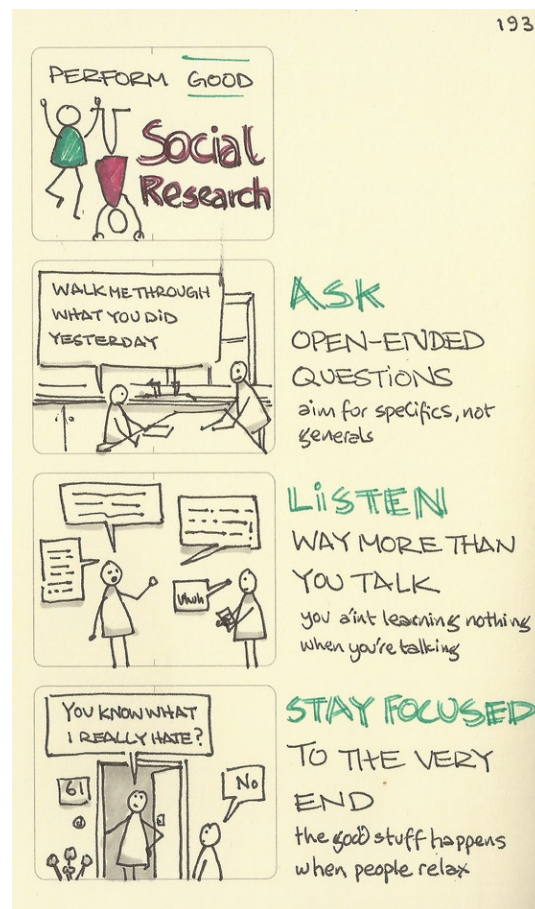 193
PERFORM GOOD
Social
Research
WALK ME THROUGH
WHAT YOU DID
YESTERDAY
ASK
OPEN-ENDED
QUESTIONS
aim for specifics, not
generals
Uhuh
LiSTEN
WAY MORE THAN
YOU TALK
you ain't learning nothing
when you're talking
YOU KNOW WHAT
I REALLY HATE?
61
No
STAY FOCUSED
TO THE VERY
END
the good stuff happens
when people relax